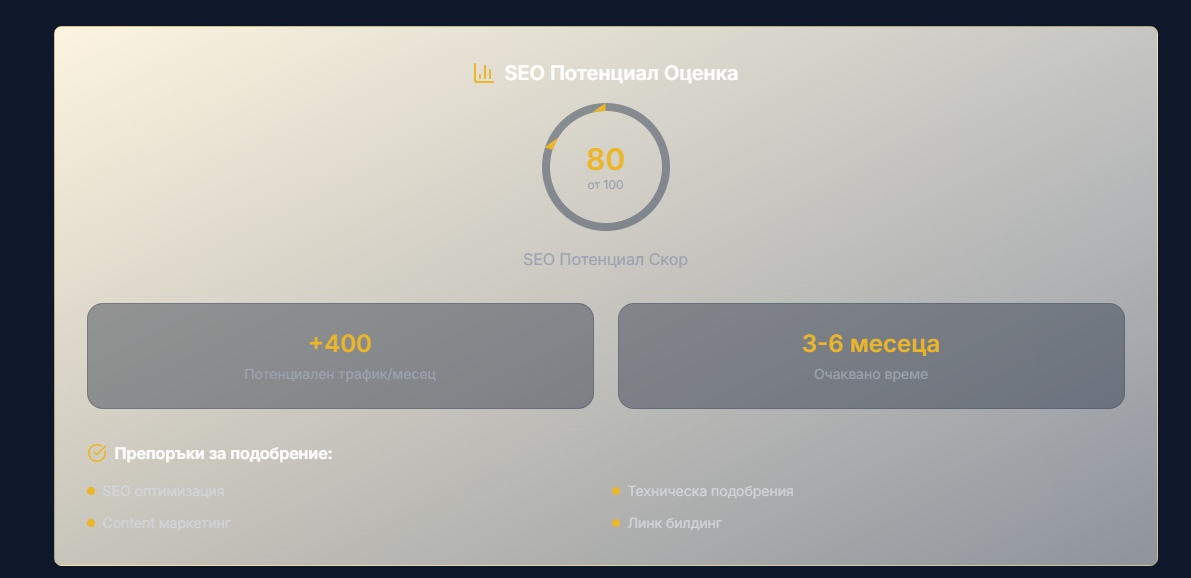 SEO Потенциал Оценка
80
от 100
SEO Потенциал Скор
+400
Потенциален трафик/месец
3-6 месеца
Очаквано време
Препоръки за подобрение:
SEO оптимизация
Техническа подобрения
Content маркетинг
Линк билдинг